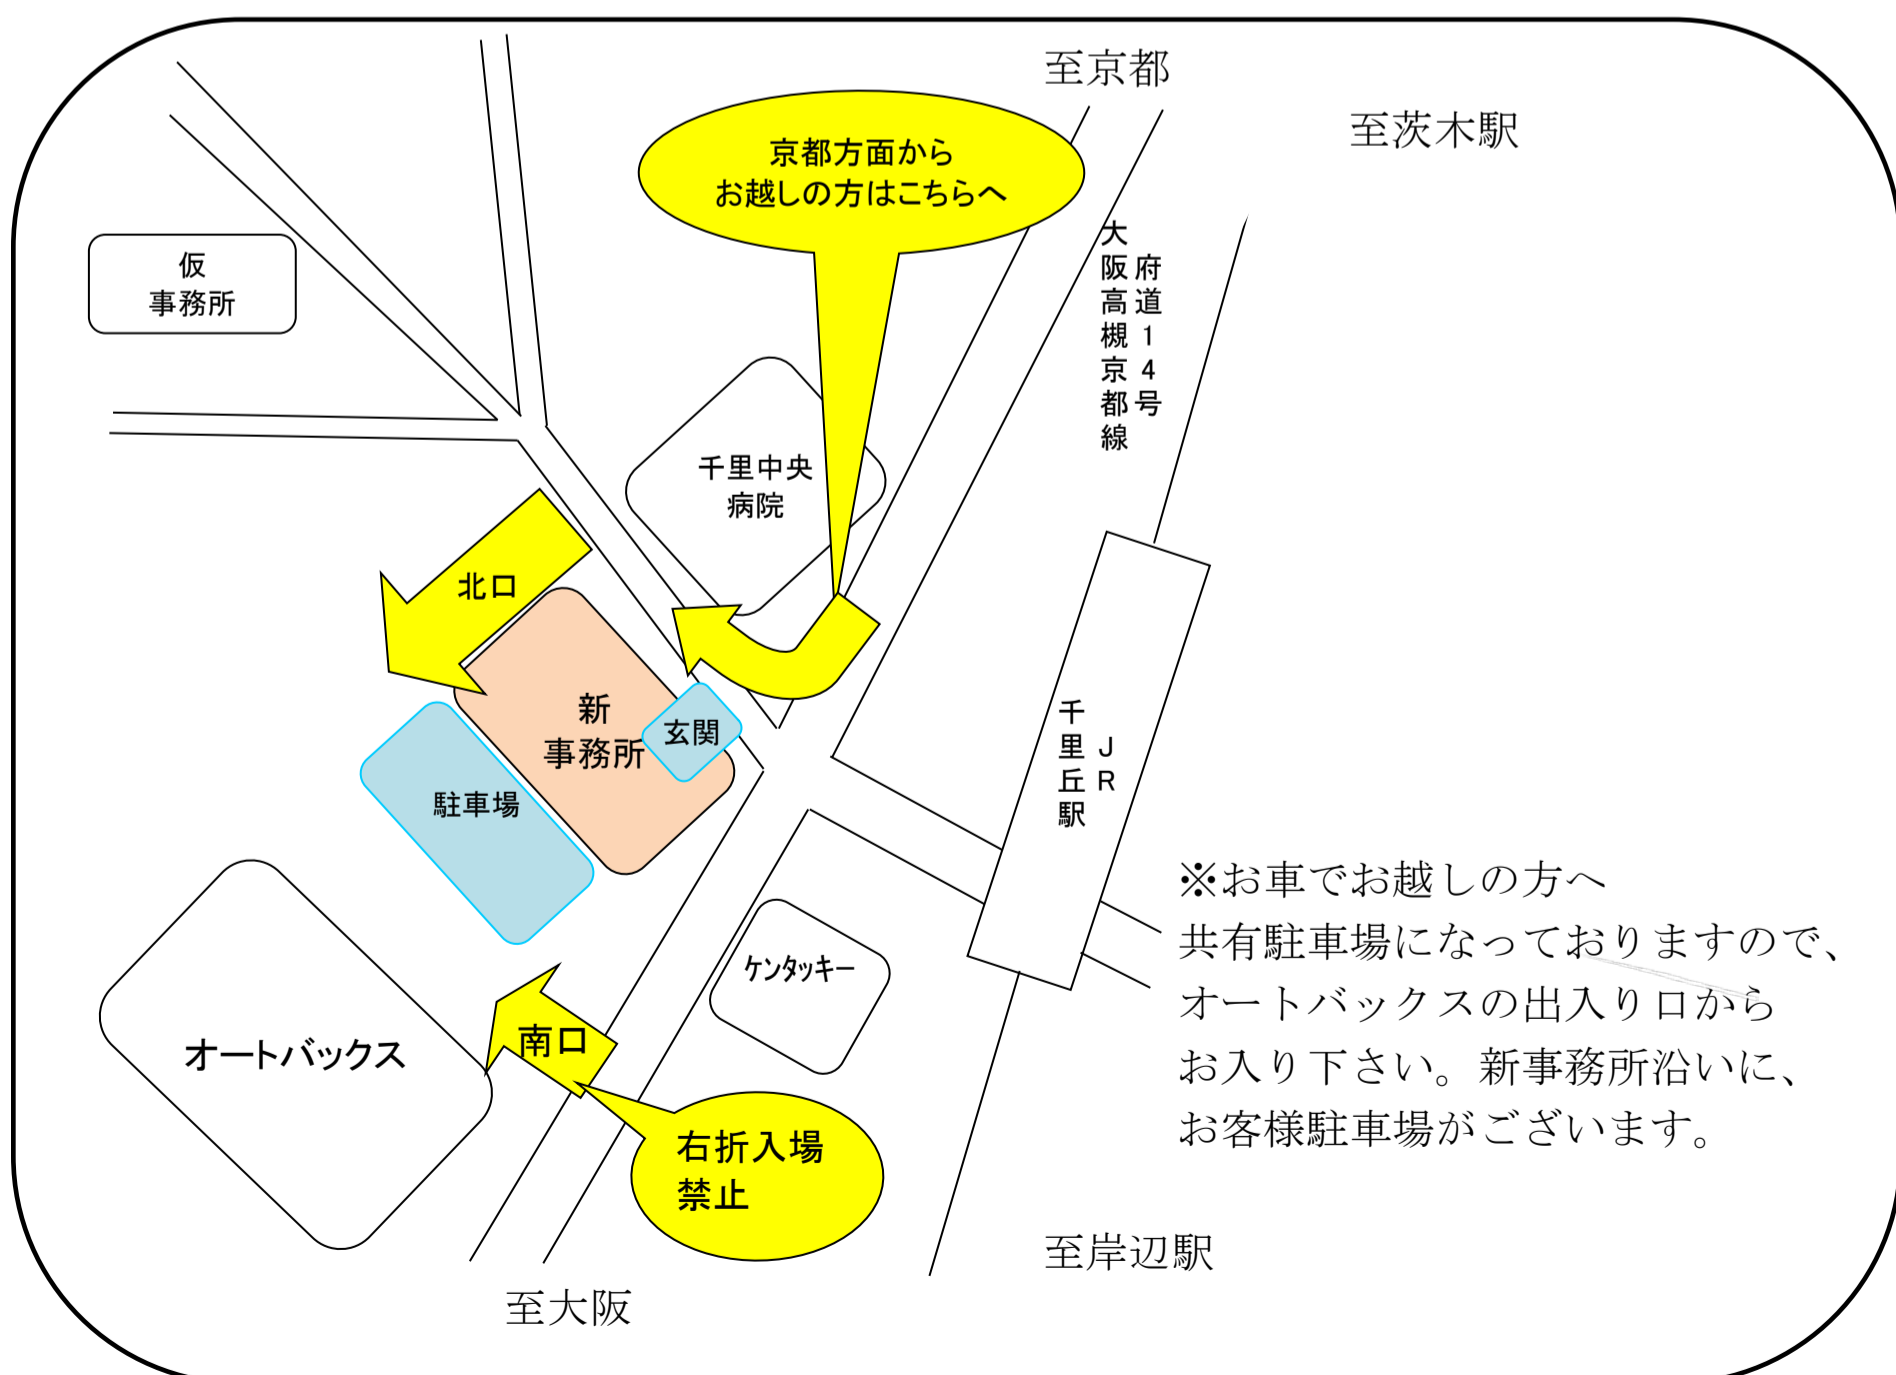 至京都
至茨木駅
京都方面から
お越しの方はこちらへ
府道14号
大阪高槻京都線
仮
事務所
千里中央
病院
北口
新
事務所
玄関
駐車場
JR
千里丘駅
※お車でお越しの方へ
共有駐車場になっておりますので、
オートバックスの出入り口から
お入り下さい。新事務所沿いに、
お客様駐車場がございます。
ケンタッキー
オートバックス
南口
右折入場
禁止
至岸辺駅
至大阪